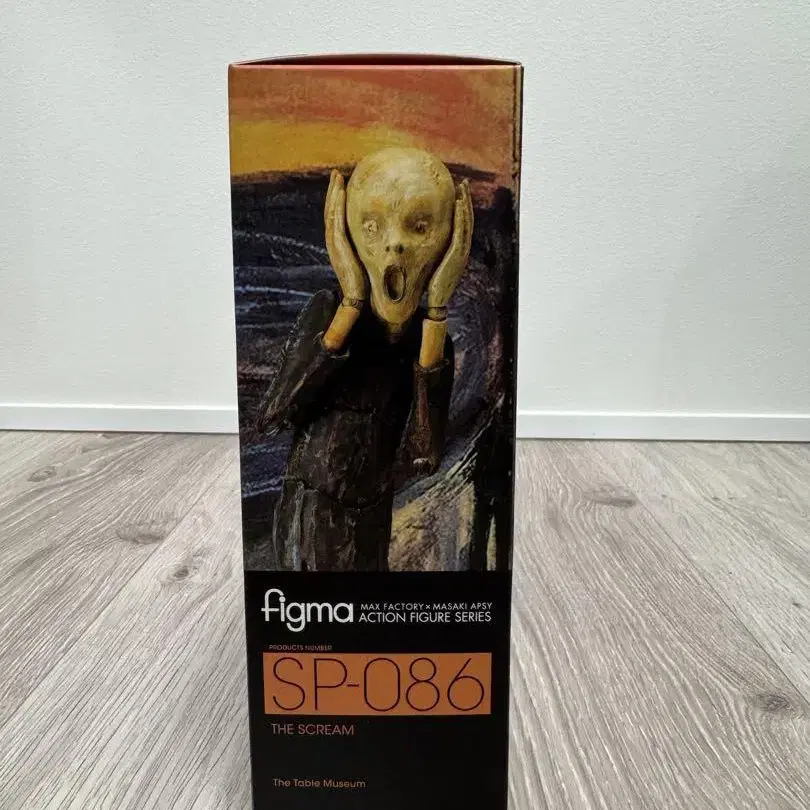 figma MAX FACTORY × MASAKI APSY
ACTION FIGURE SERIES
PRODUCTS NUMBER
SP-086
THE SCREAM
The Table Museum